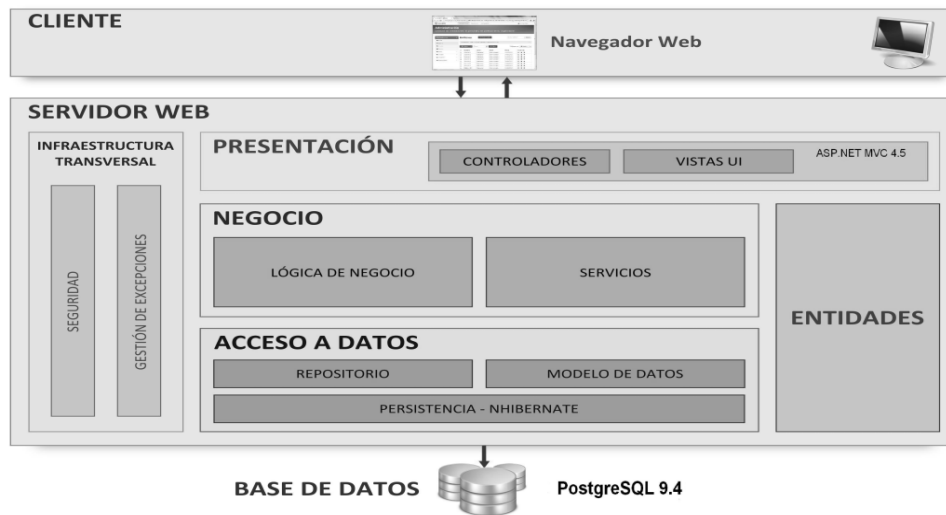 CLIENTE
Navegador Web
SERVIDOR WEB
INFRAESTRUCTURA
TRANSVERSAL
SEGURIDAD
GESTIÓN DE EXCEPCIONES
PRESENTACIÓN
CONTROLADORES
VISTAS UI
ASP.NET MVC 4.5
NEGOCIO
LÓGICA DE NEGOCIO
SERVICIOS
ACCESO A DATOS
REPOSITORIO
MODELO DE DATOS
PERSISTENCIA - NHIBERNATE
ENTIDADES
BASE DE DATOS
PostgreSQL 9.4